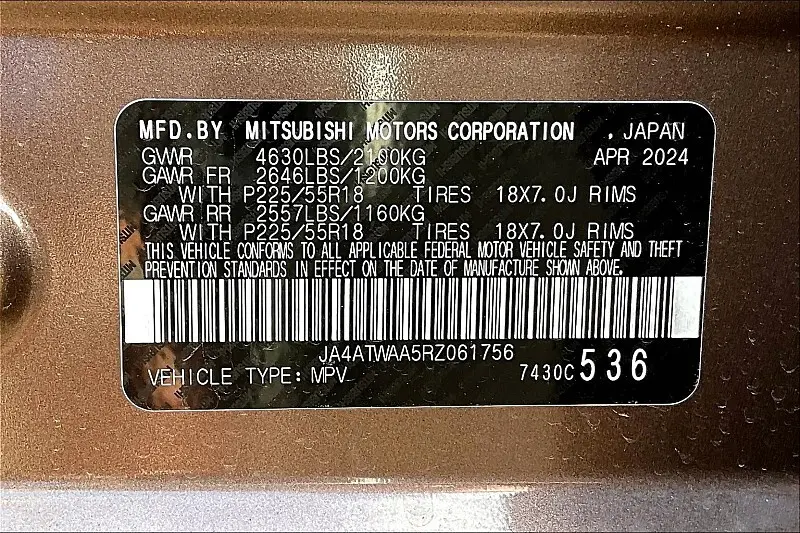 MFD.BY MITSUBISHI MOTORS CORPORATION , JAPAN
GVWR 4630LBS/2100KG APR 2024
GAWR FR 2646LBS/1200KG
WITH P225/55R18 TIRES 18X7.0J RIMS
GAWR RR 2557LBS/1160KG
WITH P225/55R18 TIRES 18X7.0J RIMS
THIS VEHICLE CONFORMS TO ALL APPLICABLE FEDERAL MOTOR VEHICLE SAFETY AND THEFT
PREVENTION STANDARDS IN EFFECT ON THE DATE OF MANUFACTURE SHOWN ABOVE.
JA4ATWAA5RZ061756
VEHICLE TYPE: MPV 7430C 536